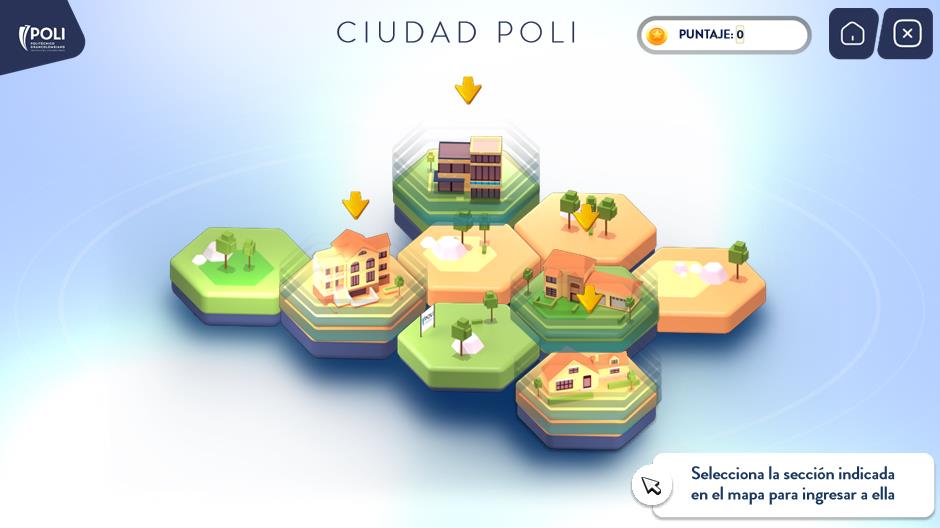 POLI
POLITÉCNICO
GRANCOLOMBIANO
CIUDAD POLI
PUNTAJE: 0
POLI
Selecciona la sección indicada
en el mapa para ingresar a ella